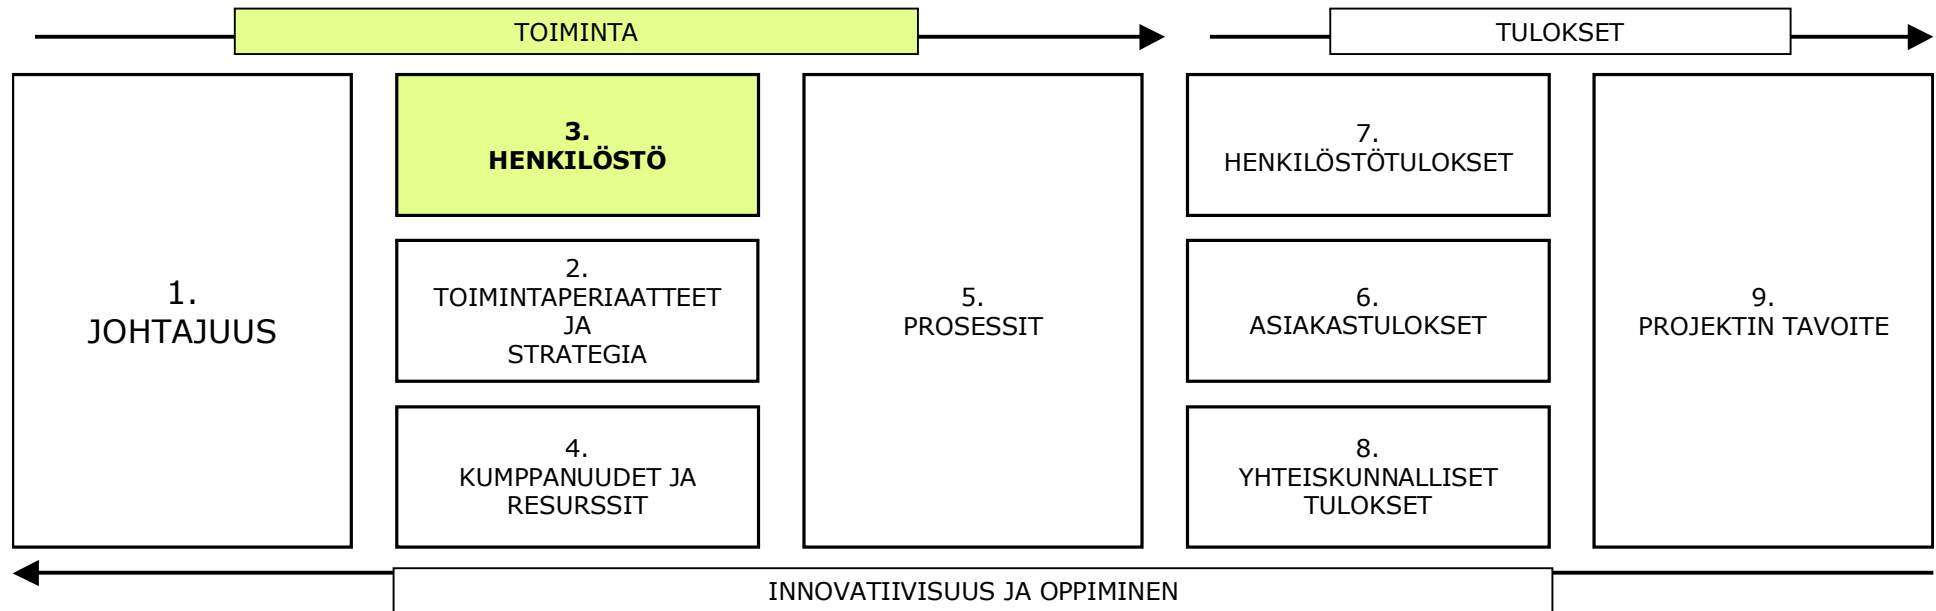 TOIMINTA
TULOKSET
1.
JOHTAJUUS
3.
HENKILÖSTÖ
2.
TOIMINTAPERIAATTEET
JA
STRATEGIA
4.
KUMPPANUUDET JA
RESURSSIT
5.
PROSESSIT
7.
HENKILÖSTÖTULOKSET
6.
ASIAKASTULOKSET
8.
YHTEISKUNNALLISET
TULOKSET
9.
PROJEKTIN TAVOITE
INNOVATIIVISUUS JA OPPIMINEN